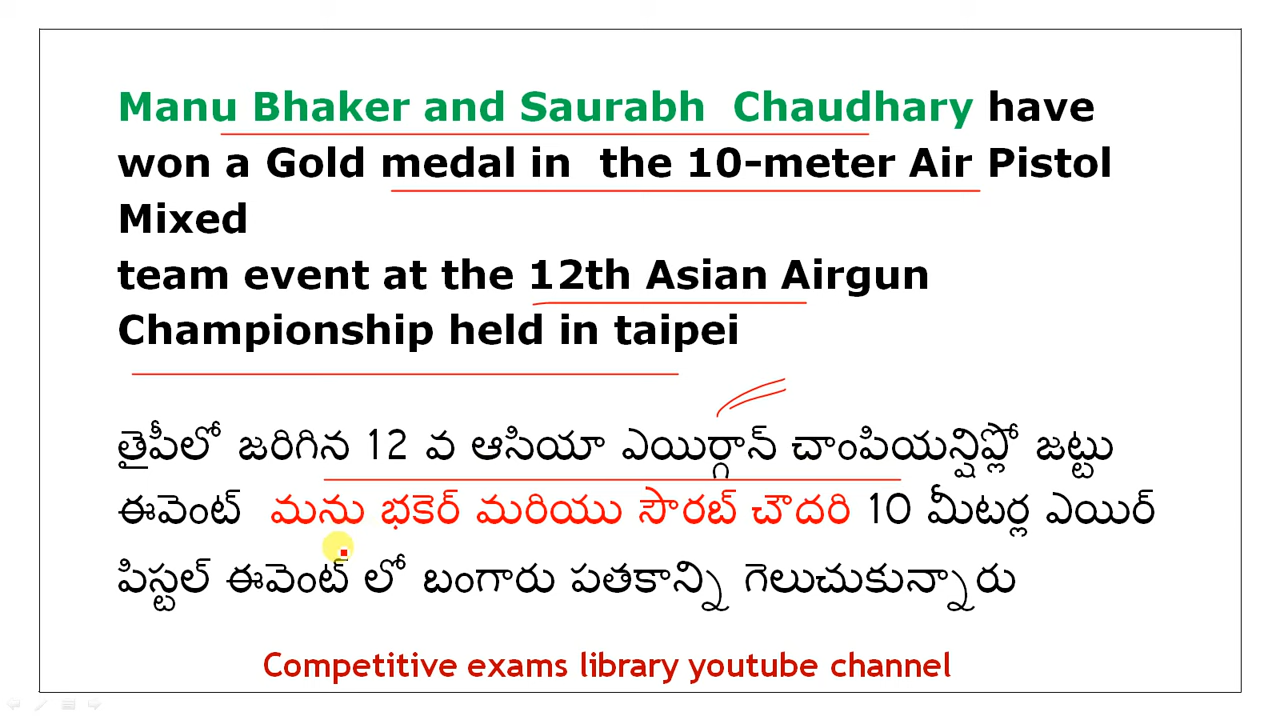 Manu Bhaker and Saurabh Chaudhary have
won a Gold medal in the 10-meter Air Pistol
Mixed
team event at the 12th Asian Airgun
Championship held in taipei
తైపీలో జరిగిన 12 వ ఆసియా ఎయిర్గాన్ చాంపియన్షిప్లో జట్టు
ఈవెంట్ మను భకెర్ మరియు సౌరబ్ చౌదరి 10 మీటర్ల ఎయిర్
పిస్టల్ ఈవెంట్ లో బంగారు పతకాన్ని గెలుచుకున్నారు
Competitive exams library youtube channel